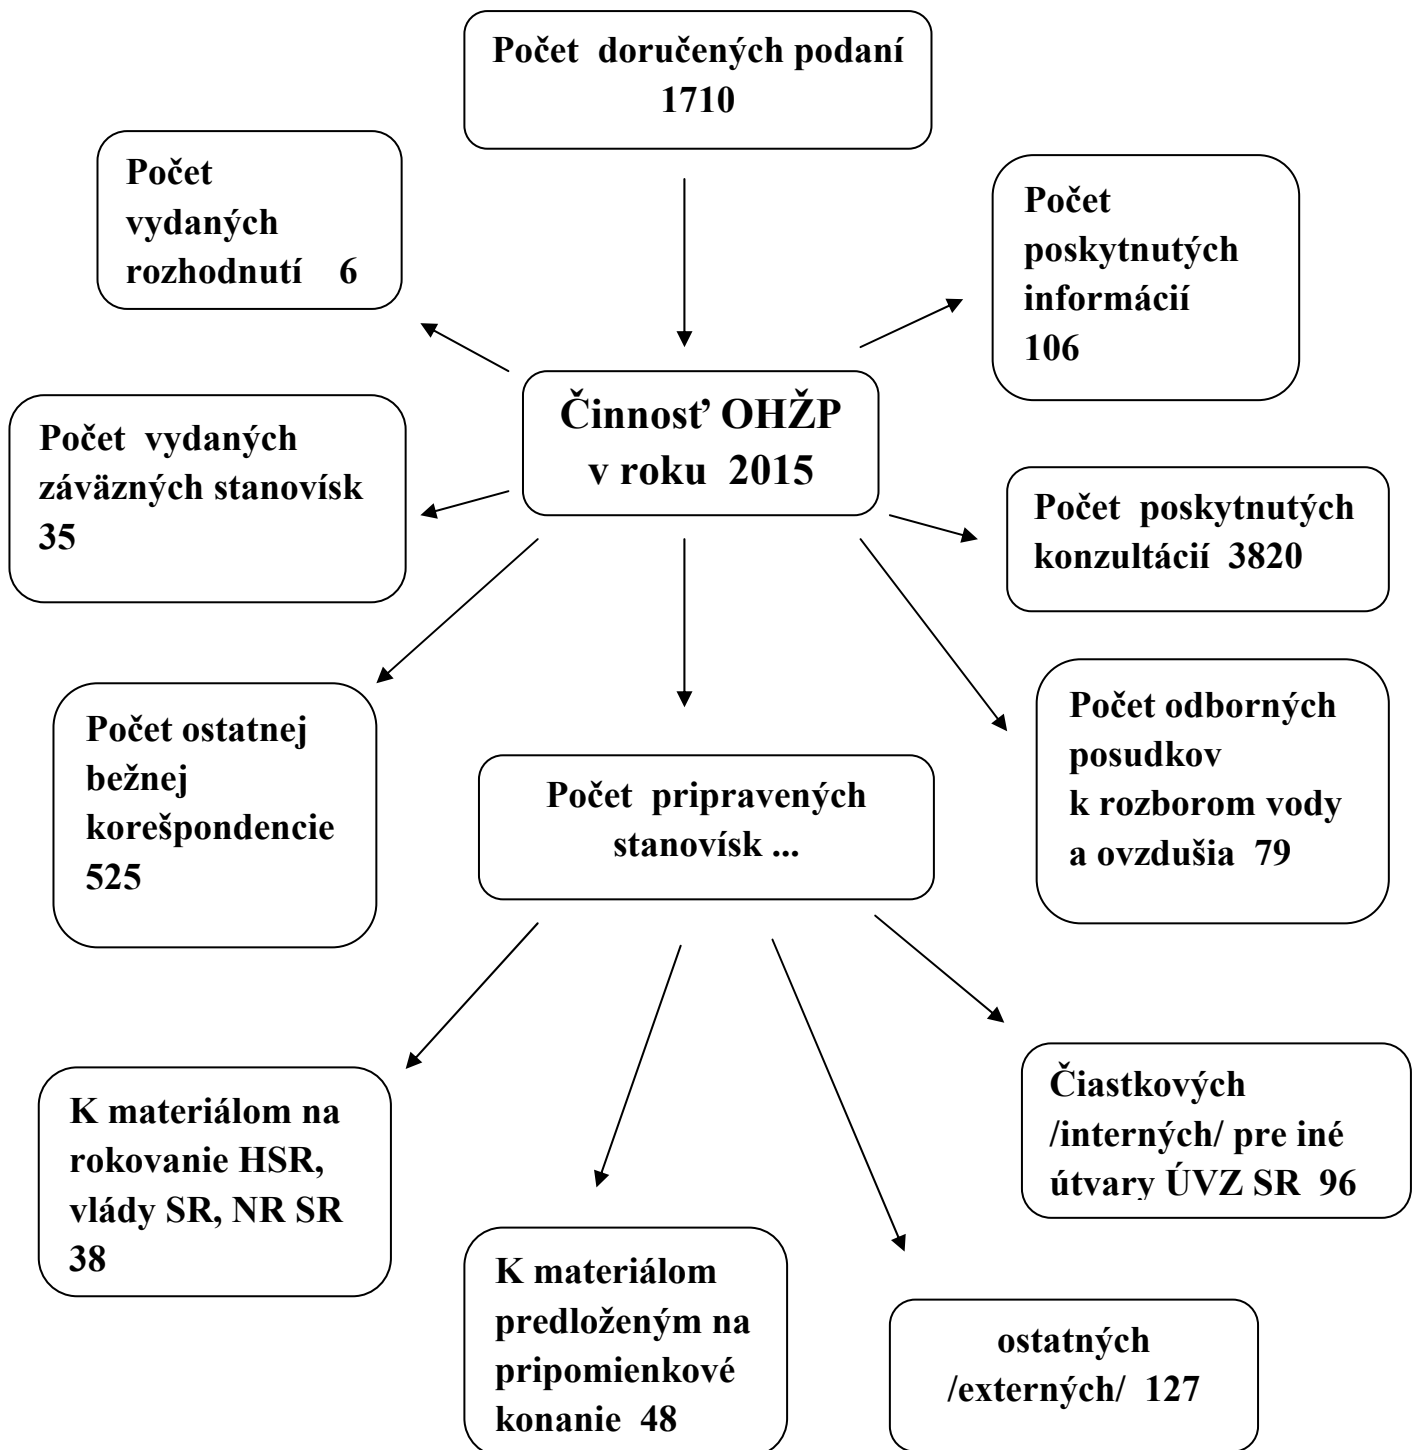 Počet doručených podaní
1710
Počet
vydaných
rozhodnutí 6
Počet
poskytnutých
informácií
106
Činnosť OHŽP
v roku 2015
Počet vydaných
záväzných stanovísk
35
Počet poskytnutých
konzultácií 3820
Počet ostatnej
bežnej
korešpondencie
525
Počet pripravených
stanovísk ...
Počet odborných
posudkov
k rozborom vody
a ovzdušia 79
K materiálom na
rokovanie HSR,
vlády SR, NR SR
38
K materiálom
predloženým na
pripomienkové
konanie 48
ostatných
/externých/ 127
Čiastkových
/interných/ pre iné
útvary ÚVZ SR 96